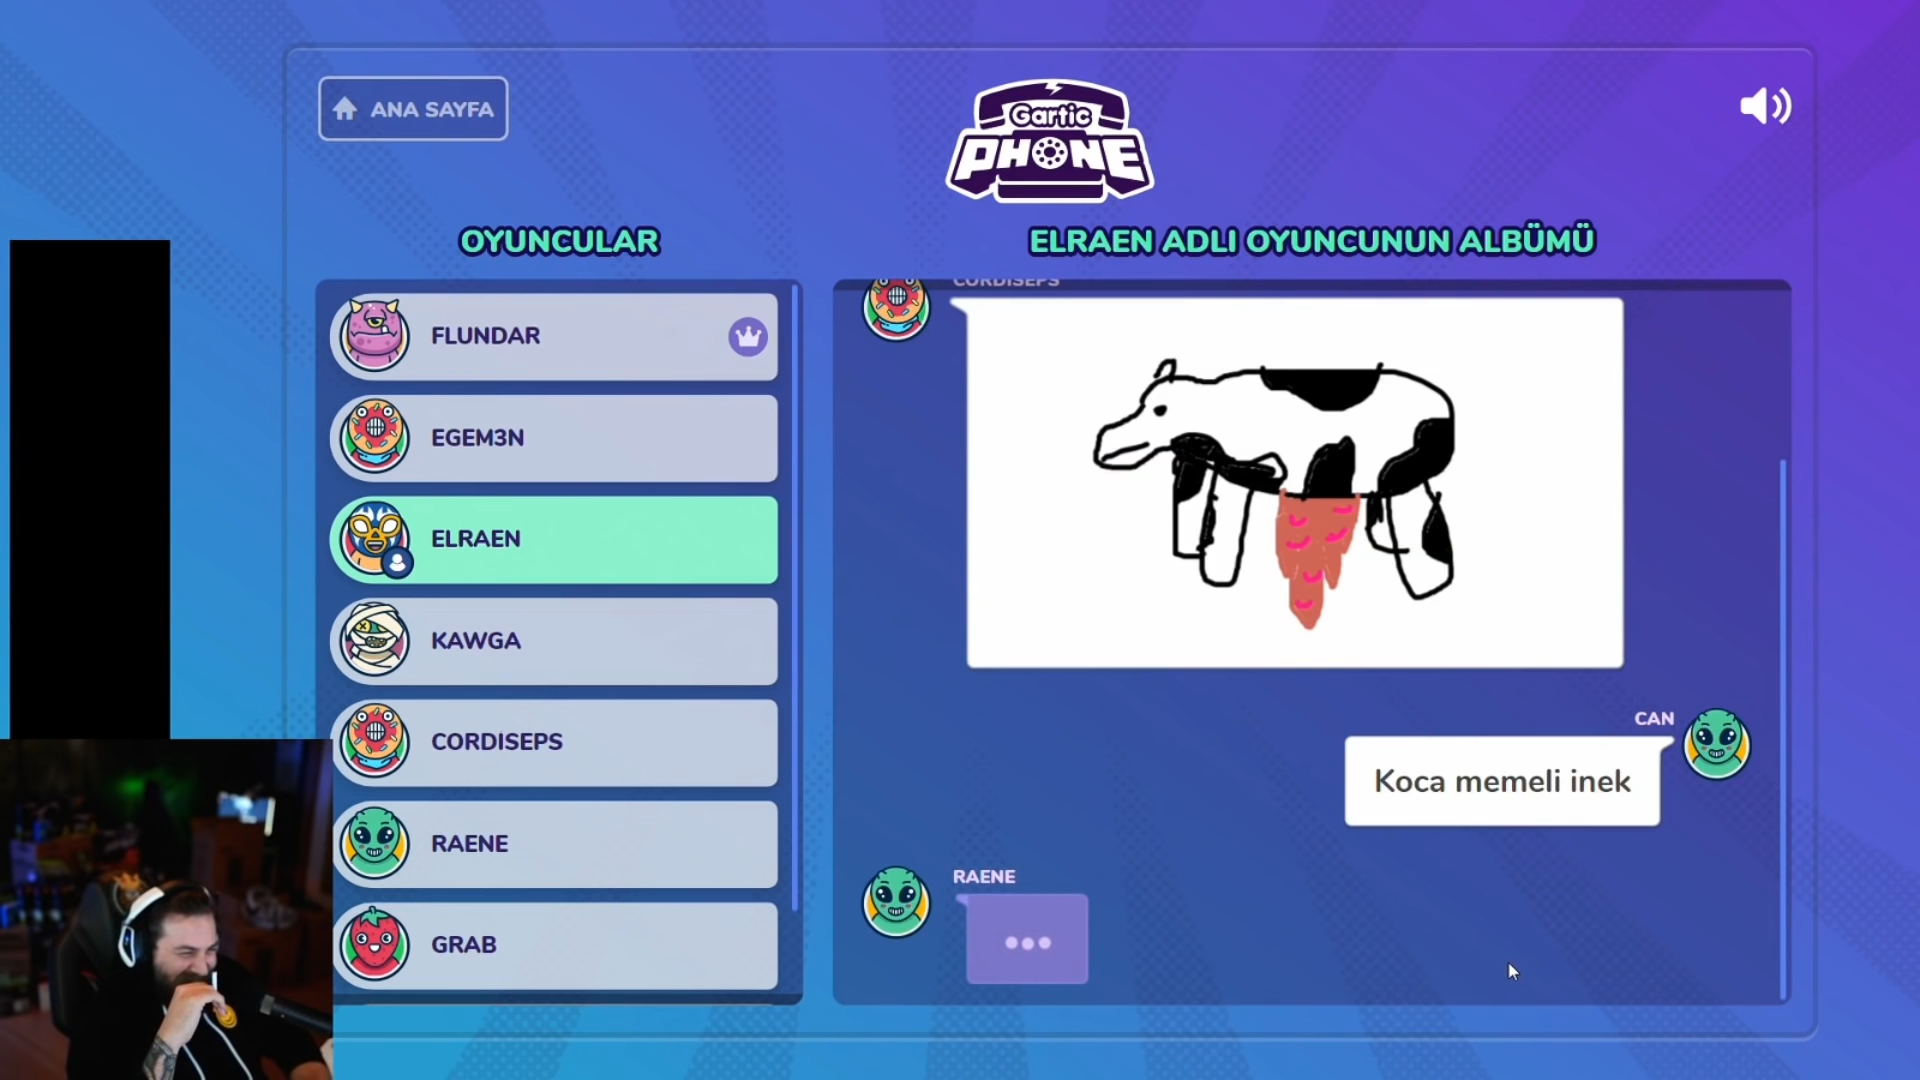 ANA SAYFA
Gartic
PHONE
OYUNCULAR
FLUNDAR
EGEM3N
ELRAEN
KAWGA
CORDISEPS
RAENE
GRAB
ELRAEN ADLI OYUNCUNUN ALBÜMÜ
CORDISEPS
CAN
Koca memeli inek
RAENE